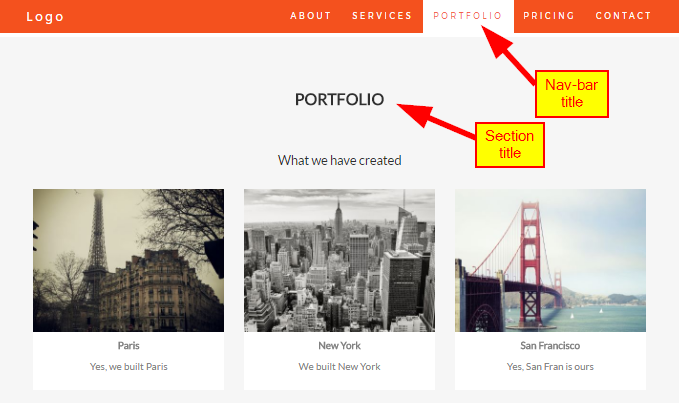 Logo
ABOUT SERVICES PORTFOLIO PRICING CONTACT
Nav-bar
title
PORTFOLIO
Section
title
What we have created
Paris New York San Francisco
Yes, we built Paris We built New York Yes, San Fran is ours